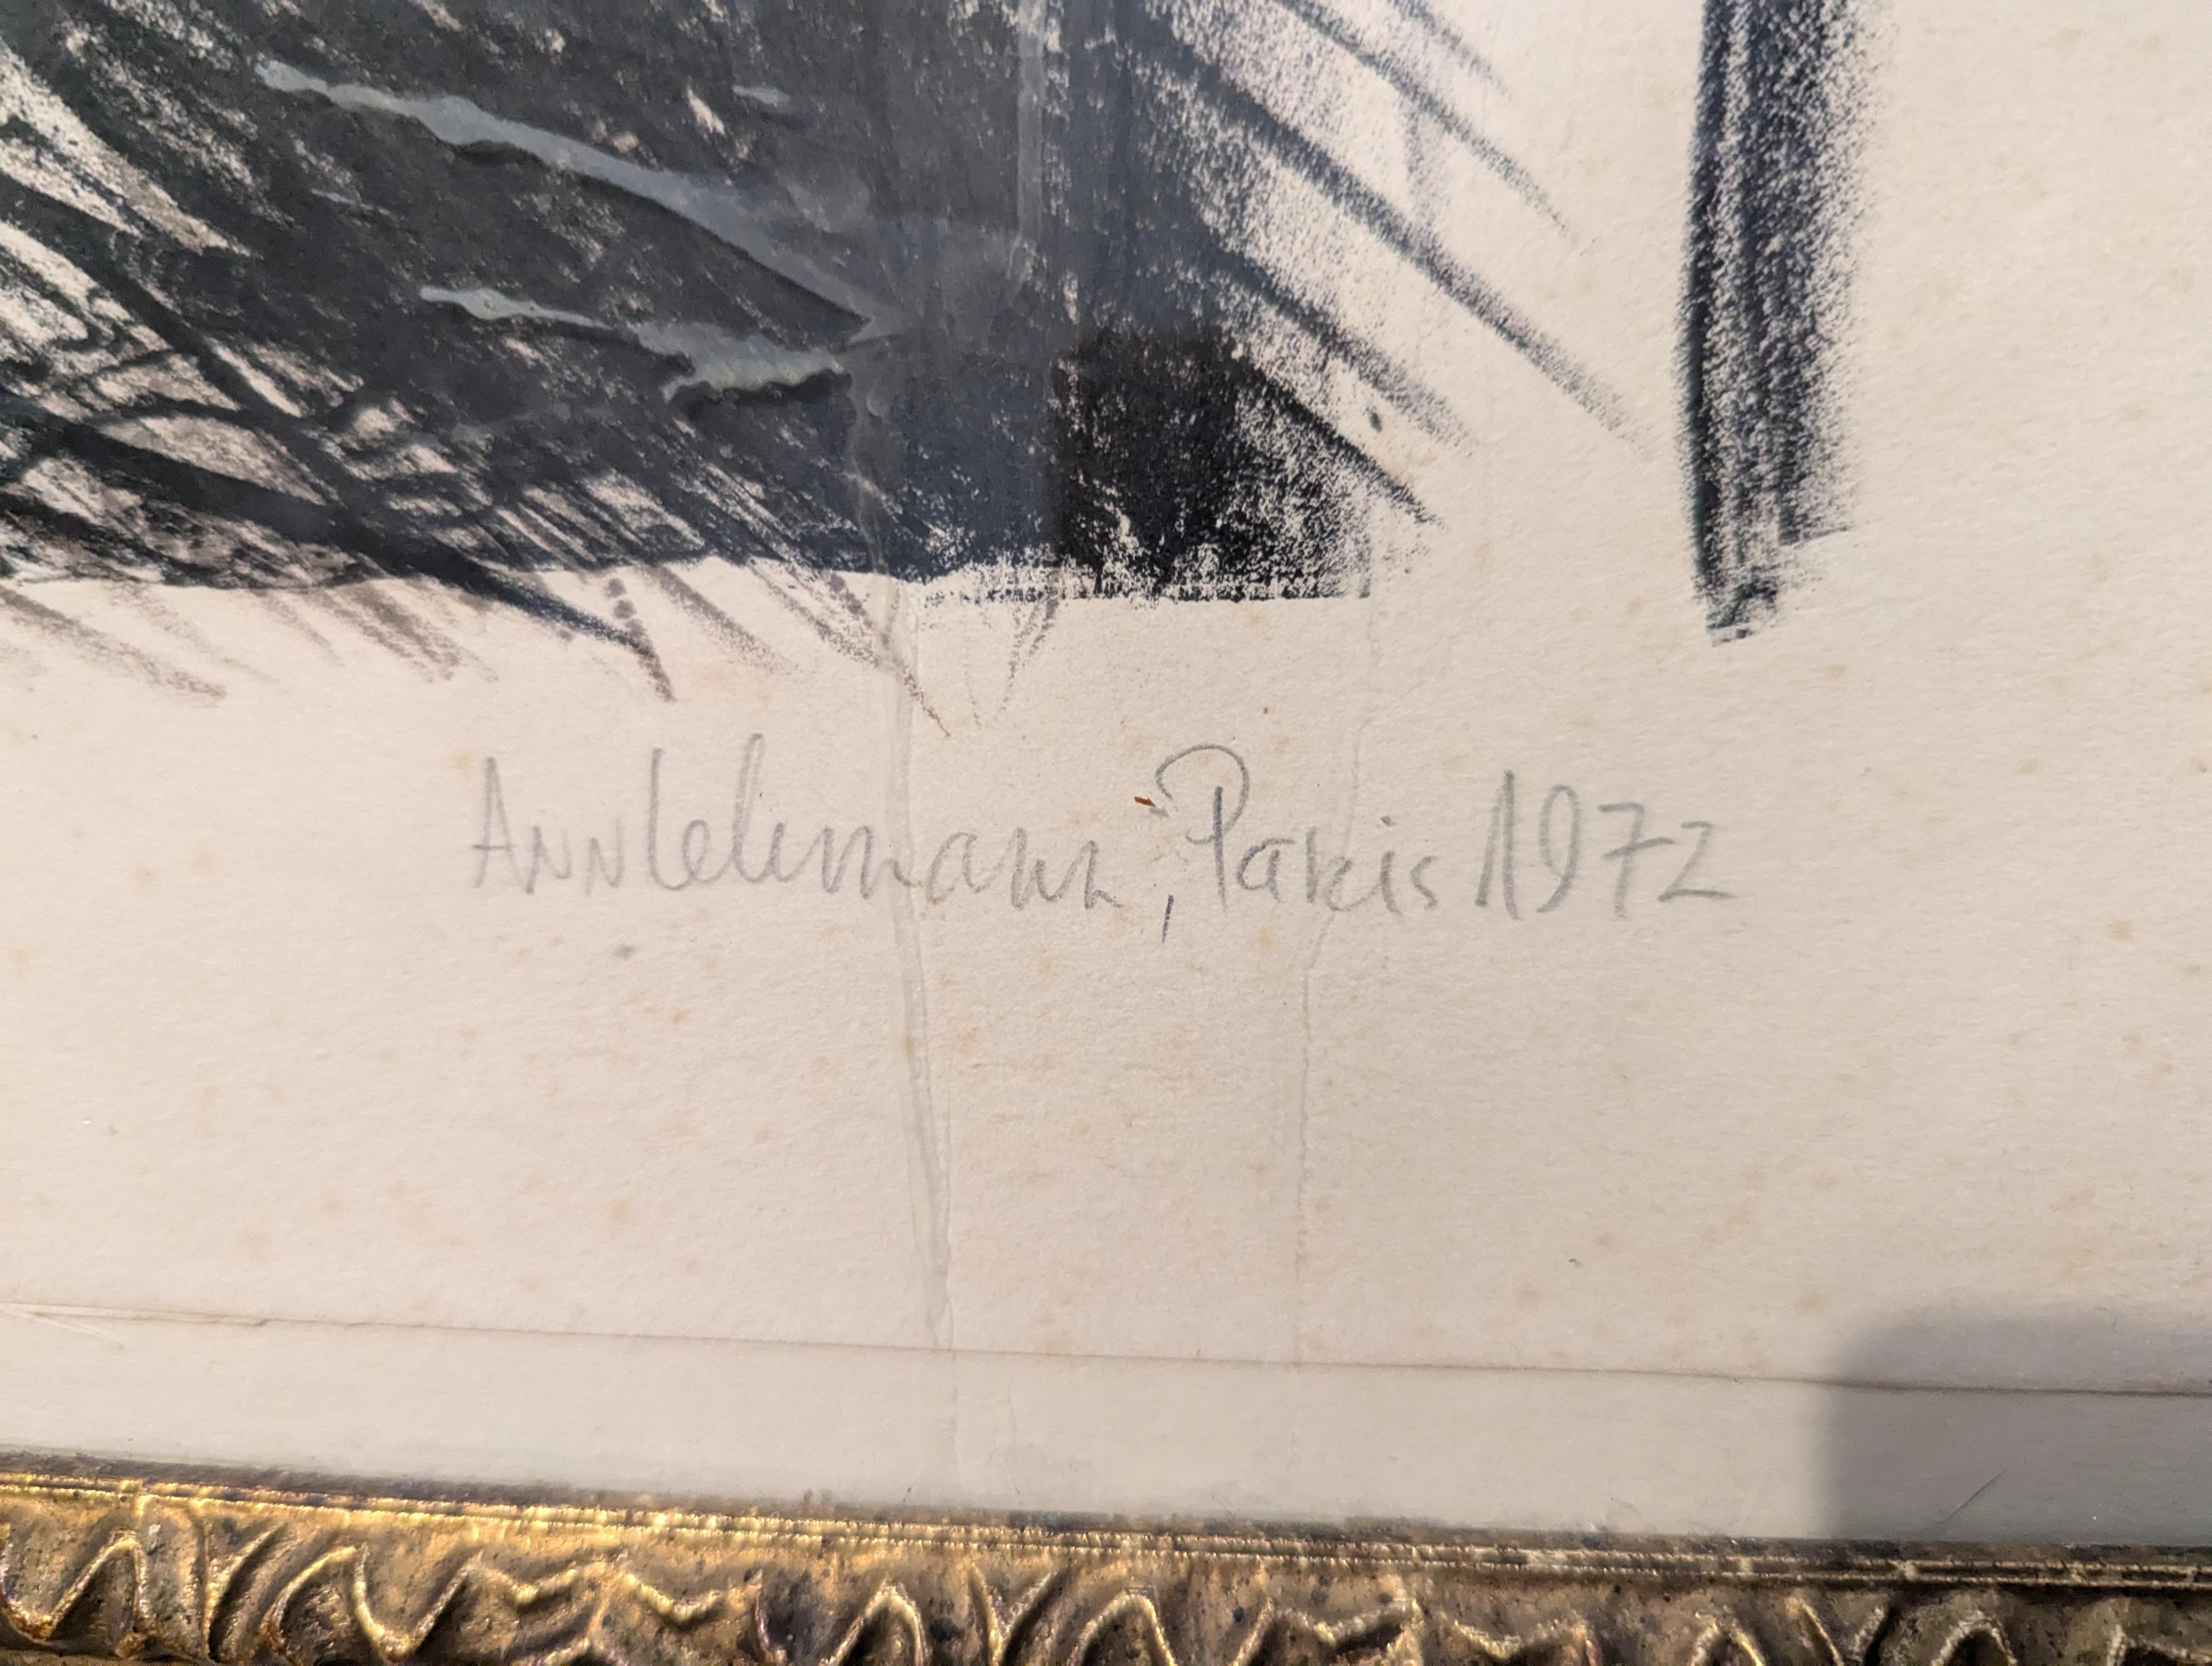 Ann Lehmann, Paris 1972